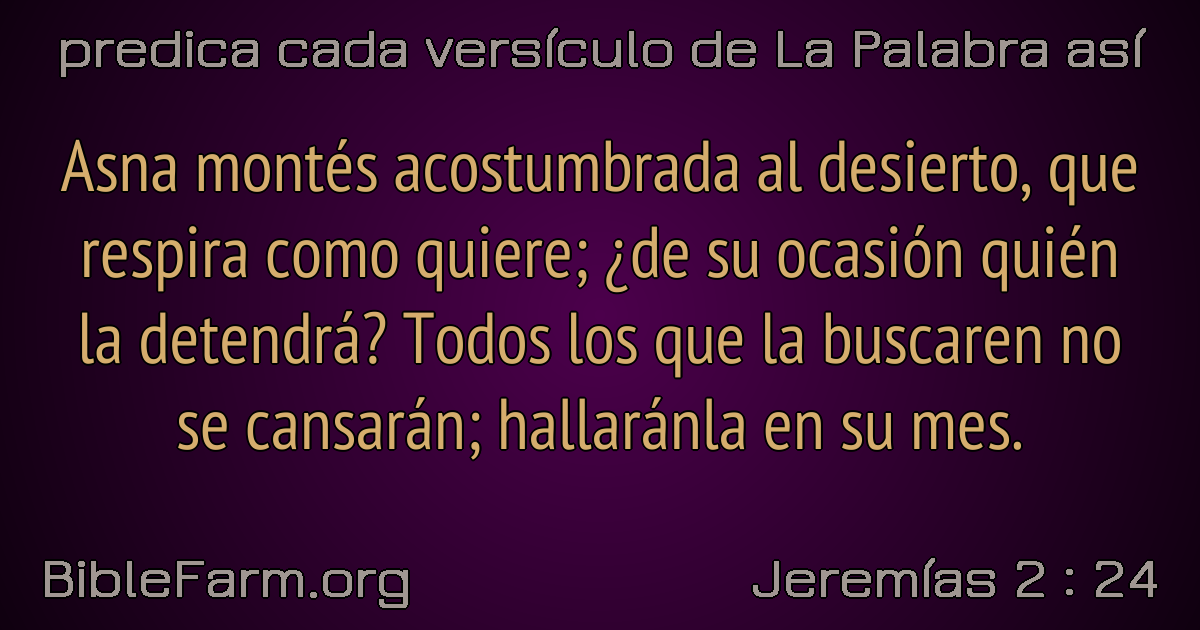 predica cada versículo de La Palabra así
Asna montés acostumbrada al desierto, que
respira como quiere; ¿de su ocasión quién
la detendrá? Todos los que la buscaren no
se cansarán; hallaránla en su mes.
BibleFarm.org
Jeremías 2 : 24